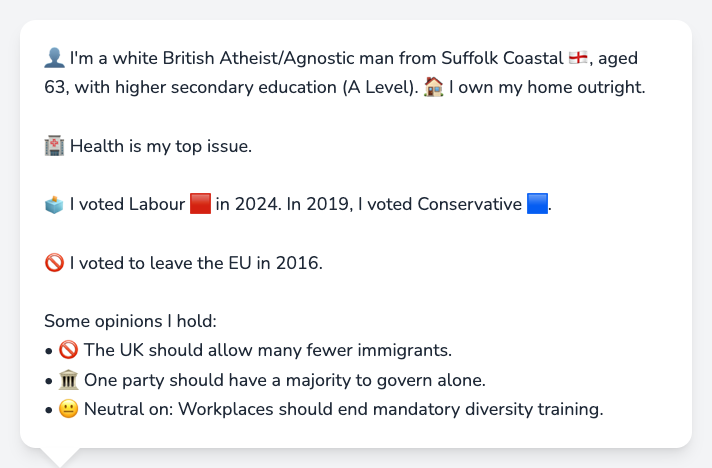 👤 I'm a white British Atheist/Agnostic man from Suffolk Coastal 🏴󠁧󠁢󠁥󠁮󠁧󠁿, aged
63, with higher secondary education (A Level). 🏠 I own my home outright.
🏥 Health is my top issue.
🗳️ I voted Labour 🟥 in 2024. In 2019, I voted Conservative 🟦.
🚫 I voted to leave the EU in 2016.
Some opinions I hold:
• 🚫 The UK should allow many fewer immigrants.
• 🏛️ One party should have a majority to govern alone.
• 😐 Neutral on: Workplaces should end mandatory diversity training.